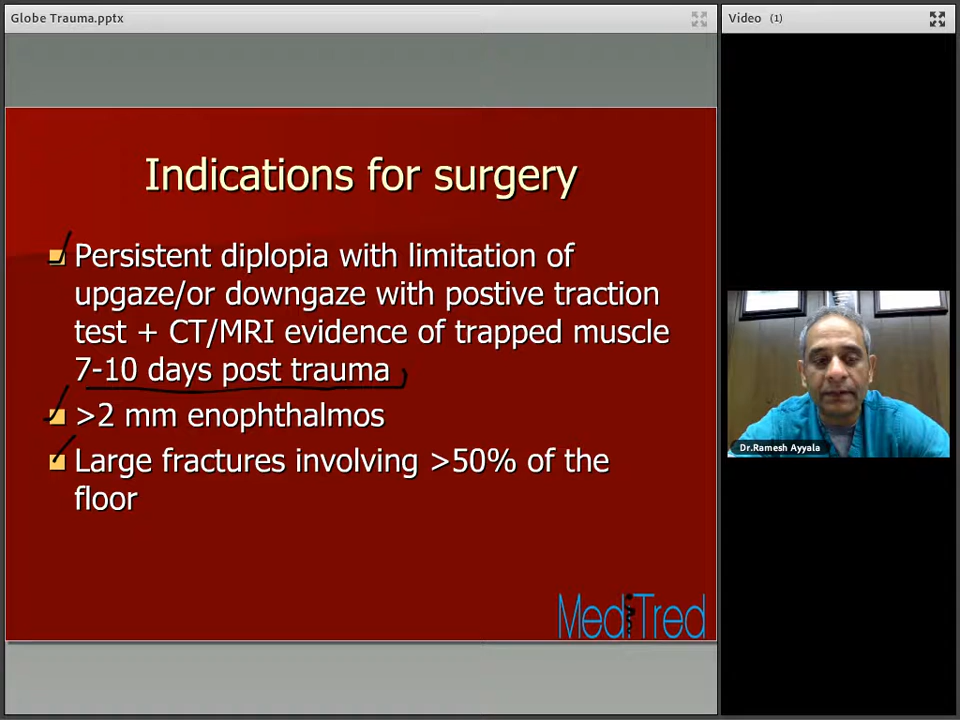 Globe Trauma.pptx
Video (1)
Indications for surgery
Persistent diplopia with limitation of
upgaze/or downgaze with postive traction
test + CT/MRI evidence of trapped muscle
7-10 days post trauma
>2 mm enophthalmos
Large fractures involving >50% of the
floor
Dr.Ramesh Ayyala
MediTred